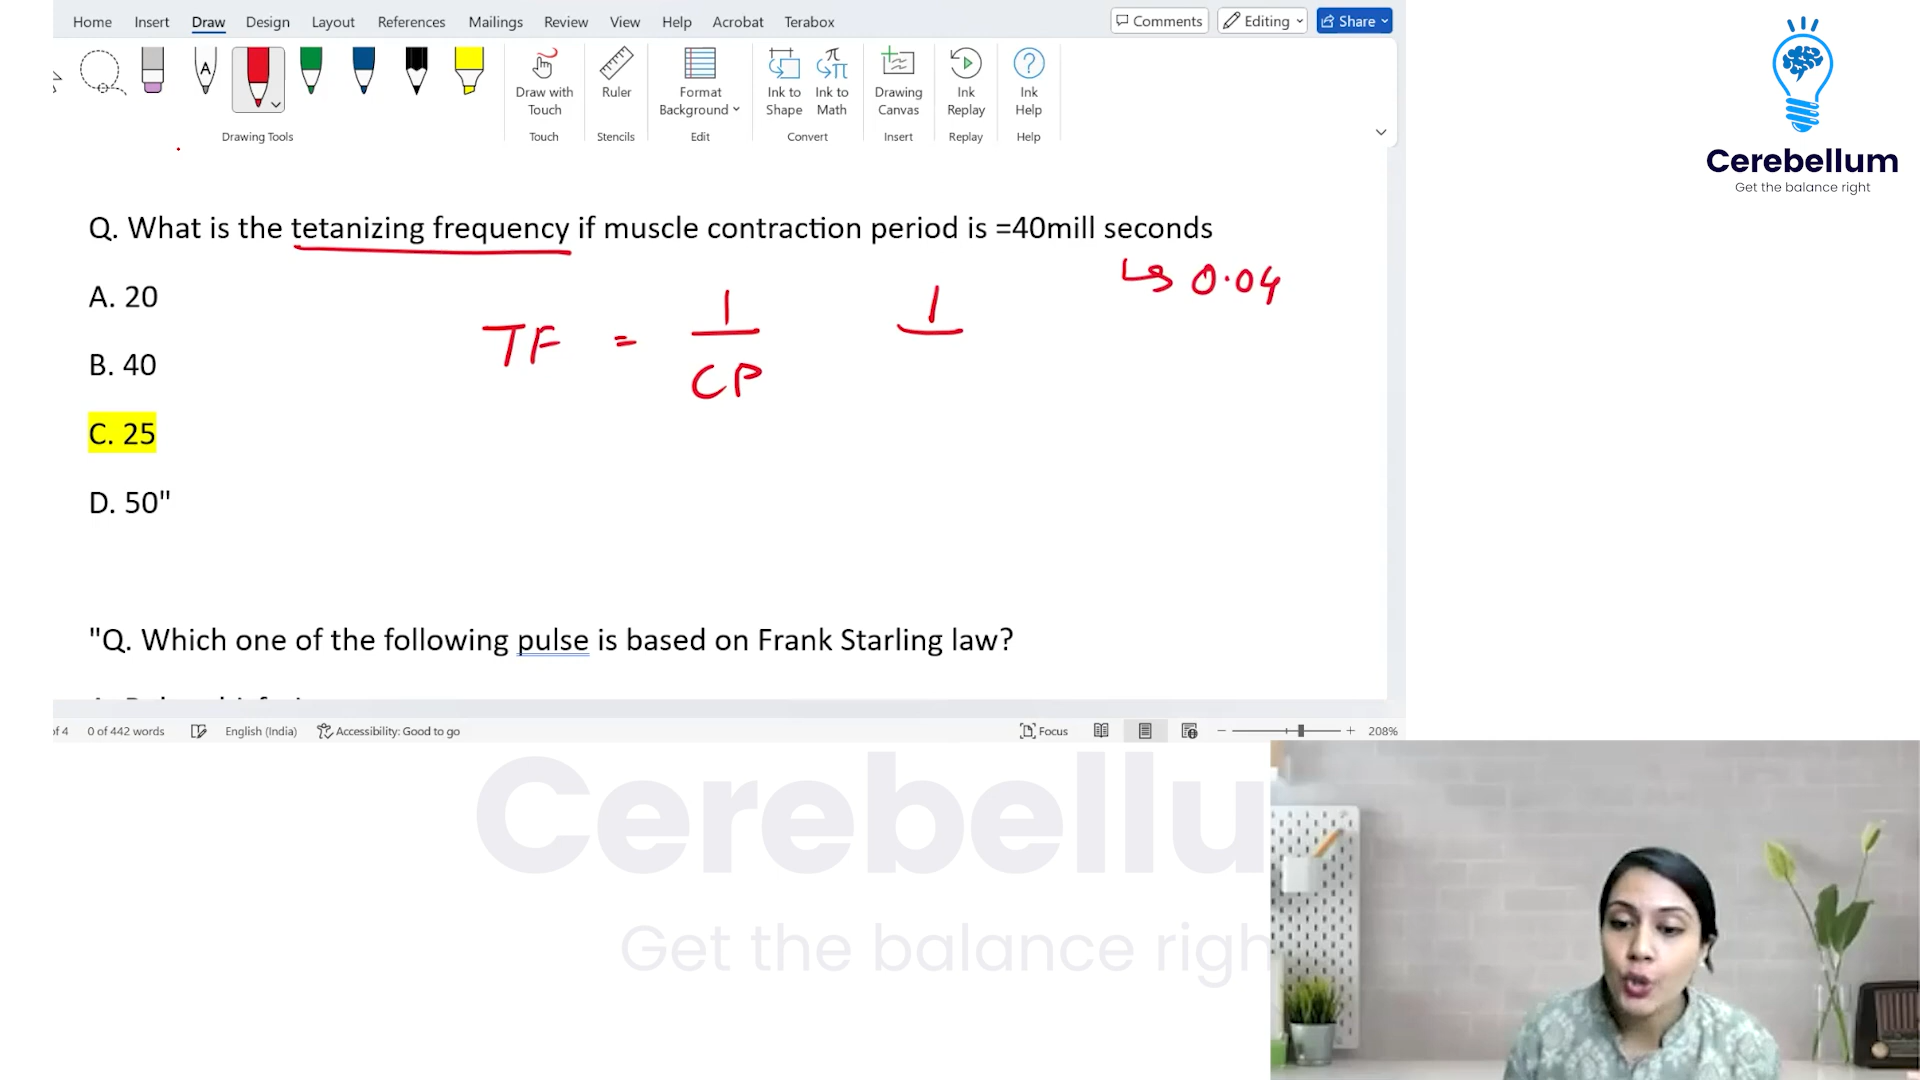 Home Insert Draw Design Layout References Mailings Review View Help Acrobat Terabox Comments Editing Share
A
Draw with Touch Ruler Format Background Ink to Shape Ink to Math Drawing Canvas Ink Replay Ink Help
Drawing Tools Touch Stencils Edit Convert Insert Replay Help
Cerebellum
Get the balance right
Q. What is the tetanizing frequency if muscle contraction period is =40mill seconds
↳ 0.04
A. 20
TF = 1/CP 1
B. 40
C. 25
D. 50"
"Q. Which one of the following pulse is based on Frank Starling law?
of 4 0 of 442 words English (India) Accessibility: Good to go Focus 208%
Cerebellu
Get the balance righ